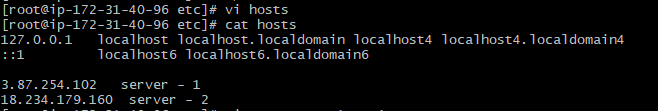 [root@ip-172-31-40-96 etc]# vi hosts
[root@ip-172-31-40-96 etc]# cat hosts
127.0.0.1   localhost localhost.localdomain localhost4 localhost4.localdomain4
::1         localhost6 localhost6.localdomain6
3.87.254.102   server - 1
18.234.179.160  server - 2